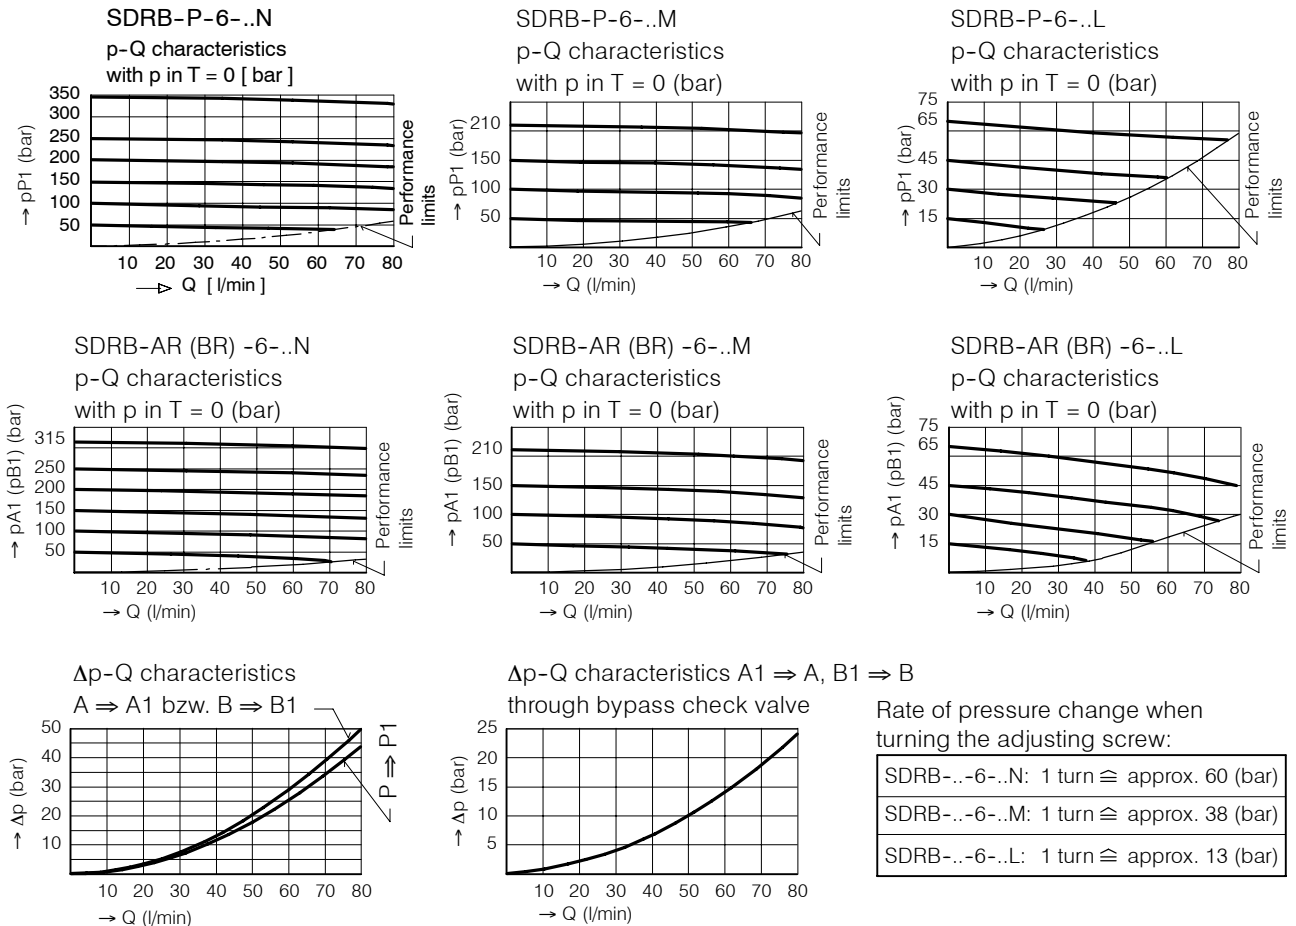 SDRB-P-6-..N
p-Q characteristics
with p in T = 0 [ bar ]
→ pP1 (bar)
350
300
250
200
150
100
50
10 20 30 40 50 60 70 80
Q [ l/min ]
Performance
limits
SDRB-P-6-..M
p-Q characteristics
with p in T = 0 (bar)
→ pP1 (bar)
210
150
100
50
10 20 30 40 50 60 70 80
→ Q (l/min)
Performance
limits
SDRB-P-6-..L
p-Q characteristics
with p in T = 0 (bar)
→ pP1 (bar)
75
65
45
30
15
10 20 30 40 50 60 70 80
→ Q (l/min)
Performance
limits
SDRB-AR (BR) -6-..N
p-Q characteristics
with p in T = 0 (bar)
→ pA1 (pB1) (bar)
315
250
200
150
100
50
10 20 30 40 50 60 70 80
→ Q (l/min)
Performance
limits
SDRB-AR (BR) -6-..M
p-Q characteristics
with p in T = 0 (bar)
→ pA1 (pB1) (bar)
210
150
100
50
10 20 30 40 50 60 70 80
→ Q (l/min)
Performance
limits
SDRB-AR (BR) -6-..L
p-Q characteristics
with p in T = 0 (bar)
→ pA1 (pB1) (bar)
75
65
45
30
15
10 20 30 40 50 60 70 80
→ Q (l/min)
Performance
limits
Δp-Q characteristics
A ⇒ A1 bzw. B ⇒ B1
→ Δp (bar)
50
40
30
20
10
10 20 30 40 50 60 70 80
→ Q (l/min)
P ⇒ P1
Δp-Q characteristics A1 ⇒ A, B1 ⇒ B
through bypass check valve
→ Δp (bar)
25
20
15
10
5
10 20 30 40 50 60 70 80
→ Q (l/min)
Rate of pressure change when
turning the adjusting screw:
SDRB-..-6-..N: 1 turn ≙ approx. 60 (bar)
SDRB-..-6-..M: 1 turn ≙ approx. 38 (bar)
SDRB-..-6-..L: 1 turn ≙ approx. 13 (bar)